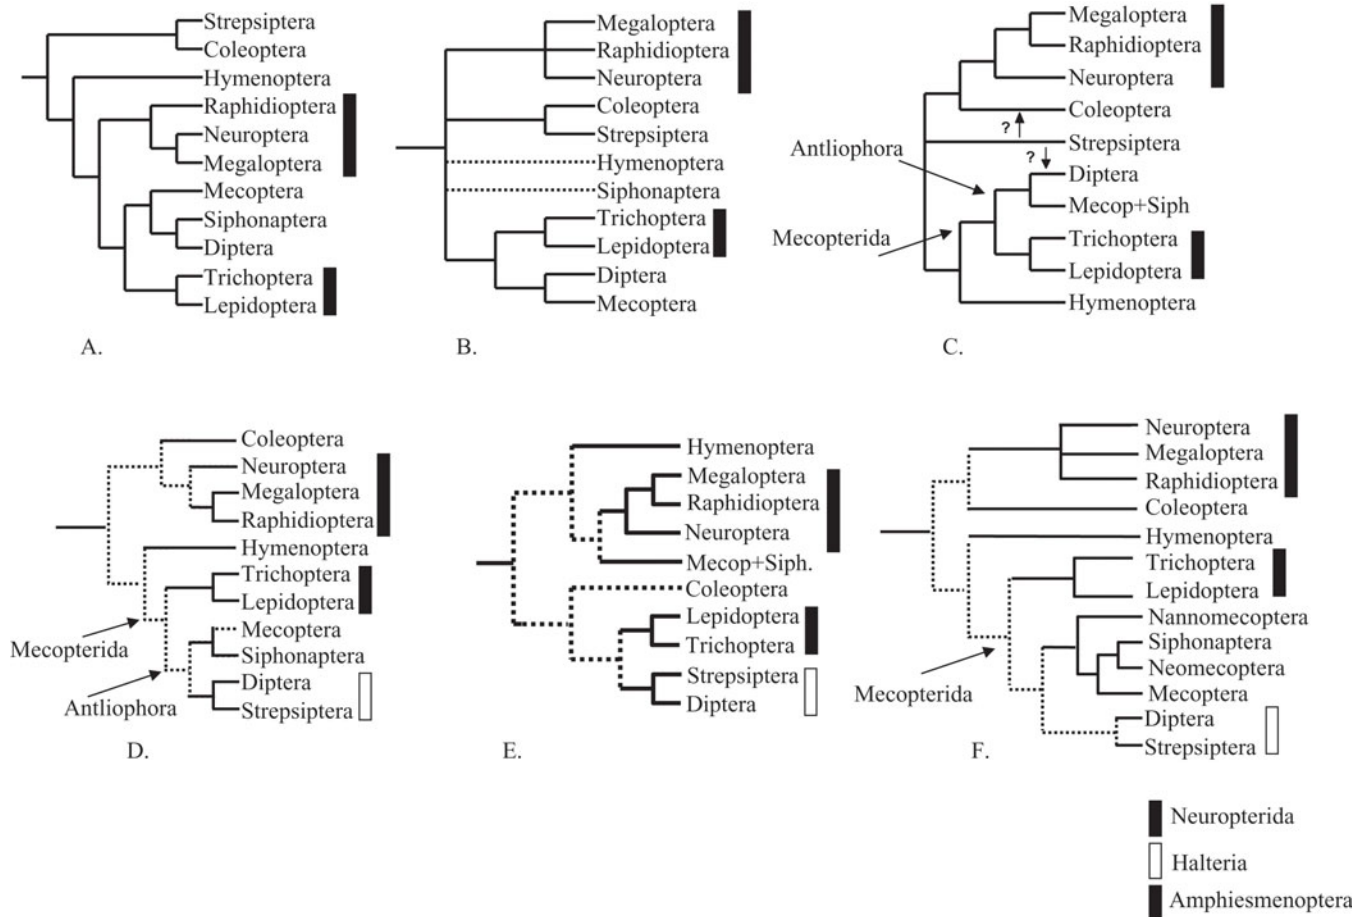 Strepsiptera
Coleoptera
Hymenoptera
Raphidioptera
Neuroptera
Megaloptera
Mecoptera
Siphonaptera
Diptera
Trichoptera
Lepidoptera
A.
Megaloptera
Raphidioptera
Neuroptera
Coleoptera
Strepsiptera
Hymenoptera
Siphonaptera
Trichoptera
Lepidoptera
Diptera
Mecoptera
B.
Megaloptera
Raphidioptera
Neuroptera
Coleoptera
?
Strepsiptera
?
Antliophora
Diptera
Mecop+Siph
Mecopterida
Trichoptera
Lepidoptera
Hymenoptera
C.
Coleoptera
Neuroptera
Megaloptera
Raphidioptera
Hymenoptera
Trichoptera
Lepidoptera
Mecoptera
Mecopterida
Siphonaptera
Diptera
Antliophora
Strepsiptera
D.
Hymenoptera
Megaloptera
Raphidioptera
Neuroptera
Mecop+Siph.
Coleoptera
Lepidoptera
Trichoptera
Strepsiptera
Diptera
E.
Neuroptera
Megaloptera
Raphidioptera
Coleoptera
Hymenoptera
Trichoptera
Lepidoptera
Nannomecoptera
Siphonaptera
Neomecoptera
Mecopterida
Mecoptera
Diptera
Strepsiptera
F.
Neuropterida
Halteria
Amphiesmenoptera